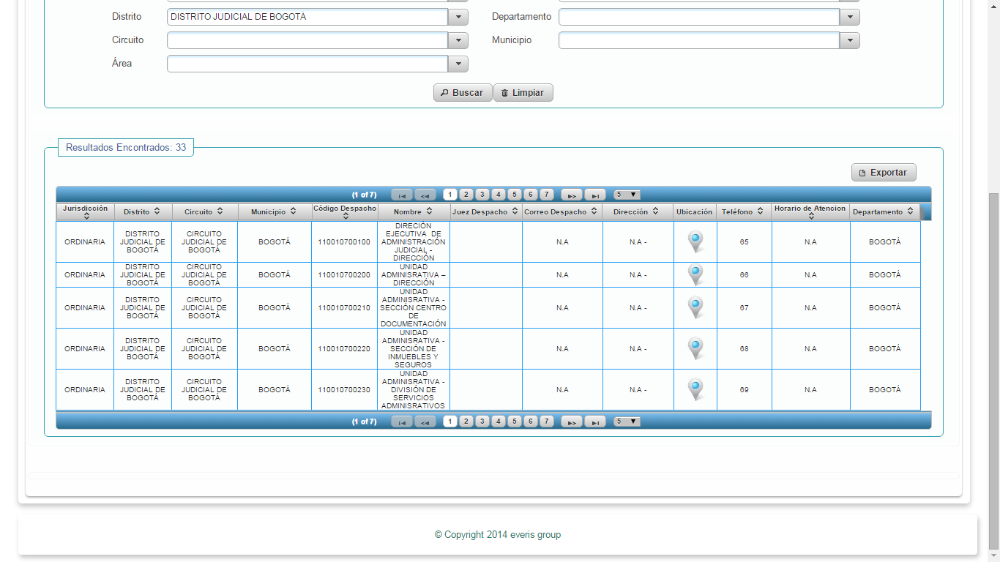 Distrito DISTRITO JUDICIAL DE BOGOTÁ Departamento
Circuito Municipio
Área
Buscar Limpiar
Resultados Encontrados: 33
Exportar
(1 of 7) 1 2 3 4 5 6 7 5
Jurisdicción Distrito Circuito Municipio Código Despacho Nombre Juez Despacho Correo Despacho Dirección Ubicación Teléfono Horario de Atencion Departamento
ORDINARIA
DISTRITO
JUDICIAL DE
BOGOTÁ
CIRCUITO
JUDICIAL DE
BOGOTÁ
BOGOTÁ
110010700100
DIRECIÓN
EJECUTIVA DE
ADMINISTRACIÓN
JUDICIAL -
DIRECCIÓN
N.A
N.A -
65
N.A
BOGOTÁ
ORDINARIA
DISTRITO
JUDICIAL DE
BOGOTÁ
CIRCUITO
JUDICIAL DE
BOGOTÁ
BOGOTÁ
110010700200
UNIDAD
ADMINISRATIVA –
DIRECCIÓN
N.A
N.A -
66
N.A
BOGOTÁ
ORDINARIA
DISTRITO
JUDICIAL DE
BOGOTÁ
CIRCUITO
JUDICIAL DE
BOGOTÁ
BOGOTÁ
110010700210
UNIDAD
ADMINISRATIVA -
SECCIÓN CENTRO
DE
DOCUMENTACIÓN
N.A
N.A -
67
N.A
BOGOTÁ
ORDINARIA
DISTRITO
JUDICIAL DE
BOGOTÁ
CIRCUITO
JUDICIAL DE
BOGOTÁ
BOGOTÁ
110010700220
UNIDAD
ADMINISRATIVA -
SECCIÓN DE
INMUEBLES Y
SEGUROS
N.A
N.A -
68
N.A
BOGOTÁ
ORDINARIA
DISTRITO
JUDICIAL DE
BOGOTÁ
CIRCUITO
JUDICIAL DE
BOGOTÁ
BOGOTÁ
110010700230
UNIDAD
ADMINISRATIVA -
DIVISIÓN DE
SERVICIOS
ADMINISRATIVOS
N.A
N.A -
69
N.A
BOGOTÁ
(1 of 7) 1 2 3 4 5 6 7 5
© Copyright 2014 everis group